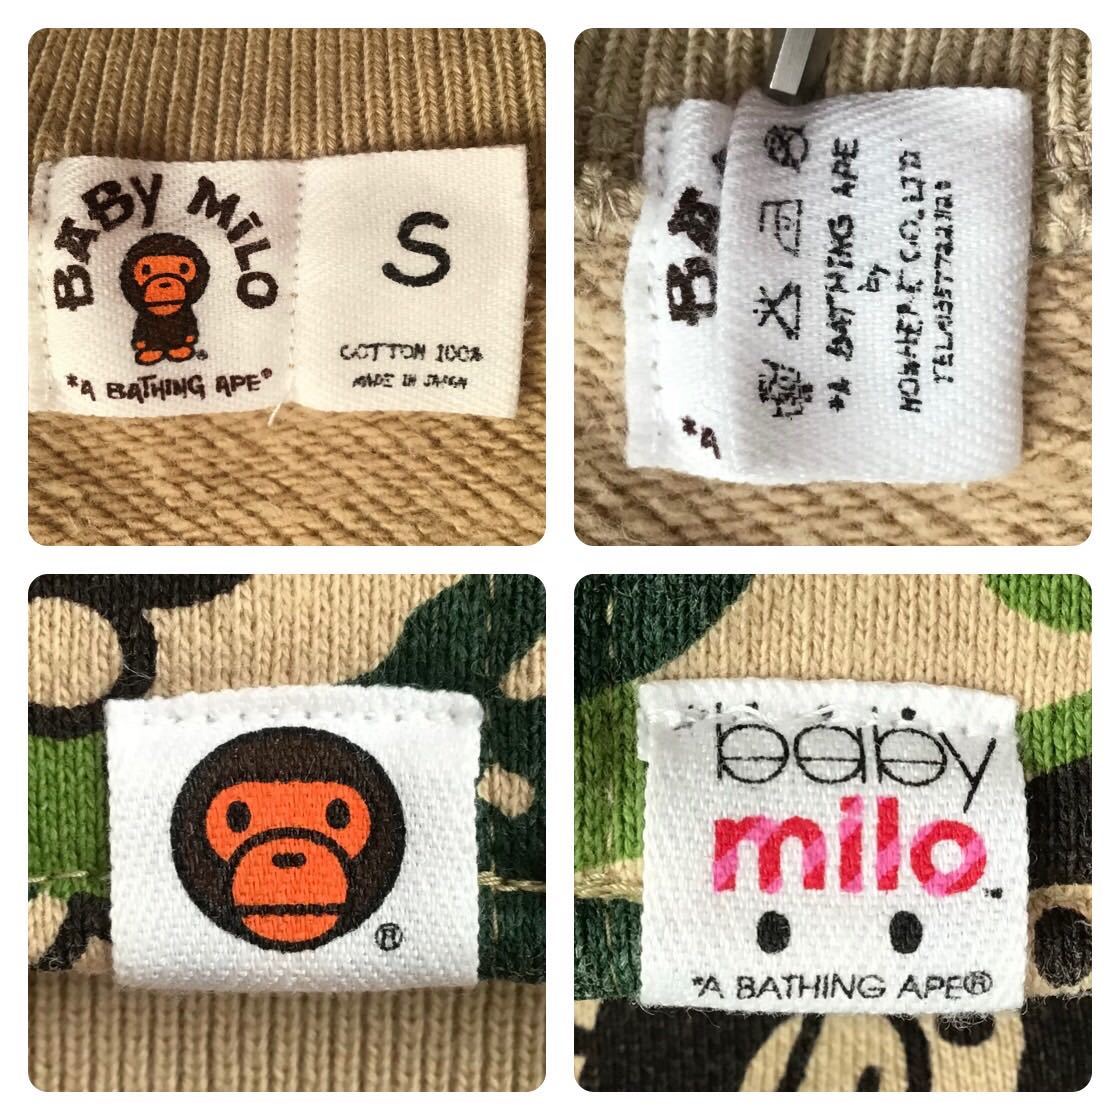 BABY MILO
*A BATHING APE®
S
COTTON 100%
MADE IN JAPAN
BA
*A
*A BATHING APE
by
NOWHERE CO., LTD
®
baby
milo
*A BATHING APE®